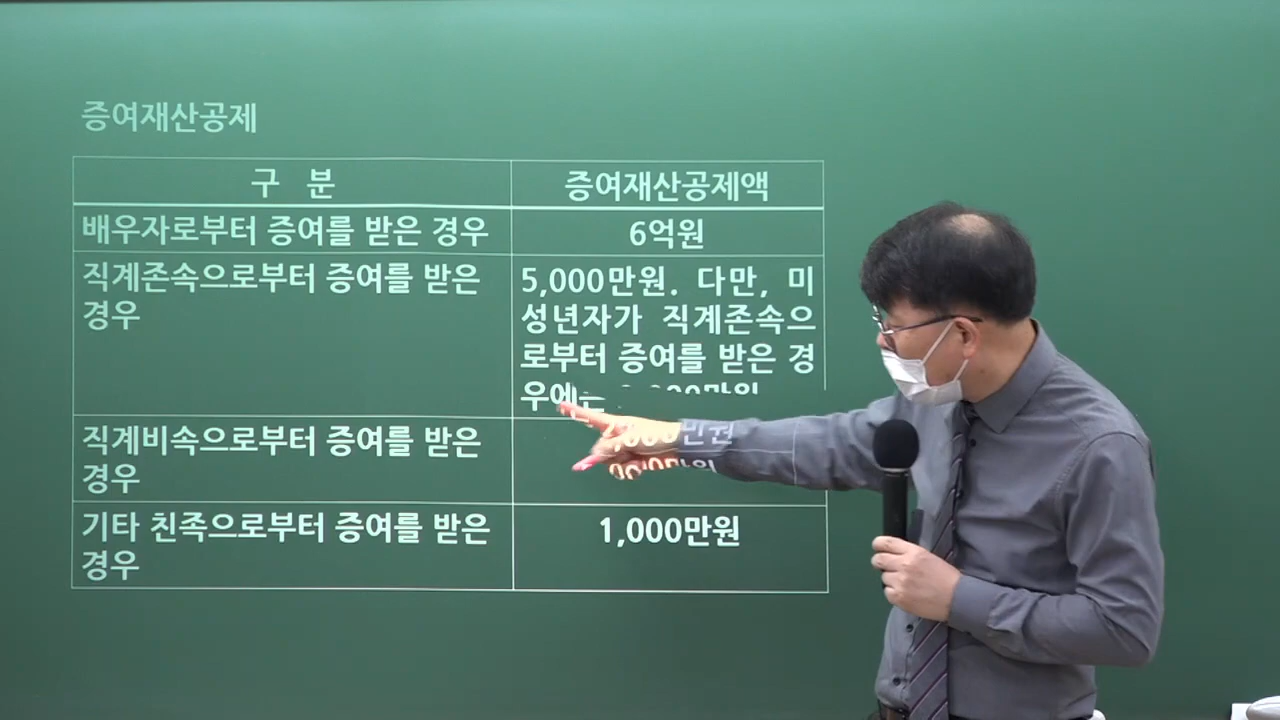 증여재산공제
구 분
증여재산공제액
배우자로부터 증여를 받은 경우
6억원
직계존속으로부터 증여를 받은
경우
5,000만원. 다만, 미
성년자가 직계존속으
로부터 증여를 받은 경
우에는
직계비속으로부터 증여를 받은
경우
기타 친족으로부터 증여를 받은
경우
1,000만원